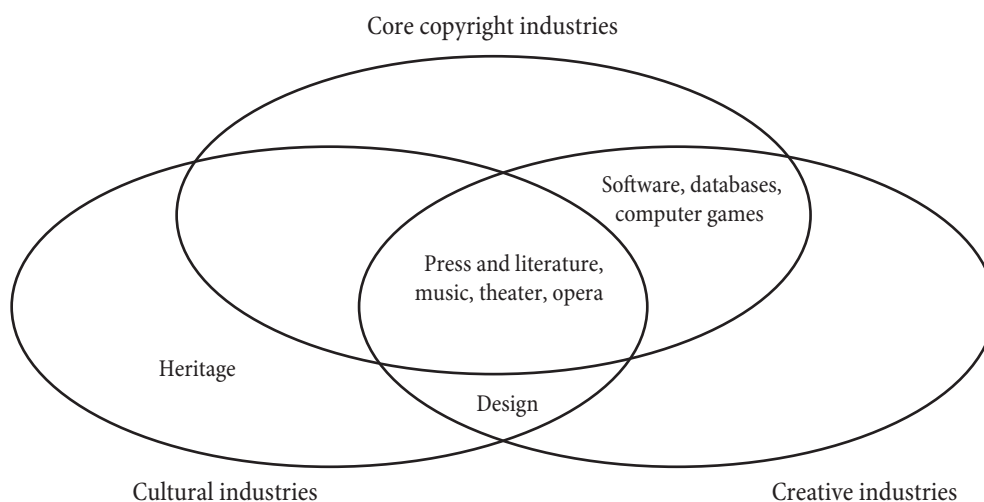 Core copyright industries
Software, databases,
computer games
Press and literature,
music, theater, opera
Heritage
Design
Cultural industries
Creative industries